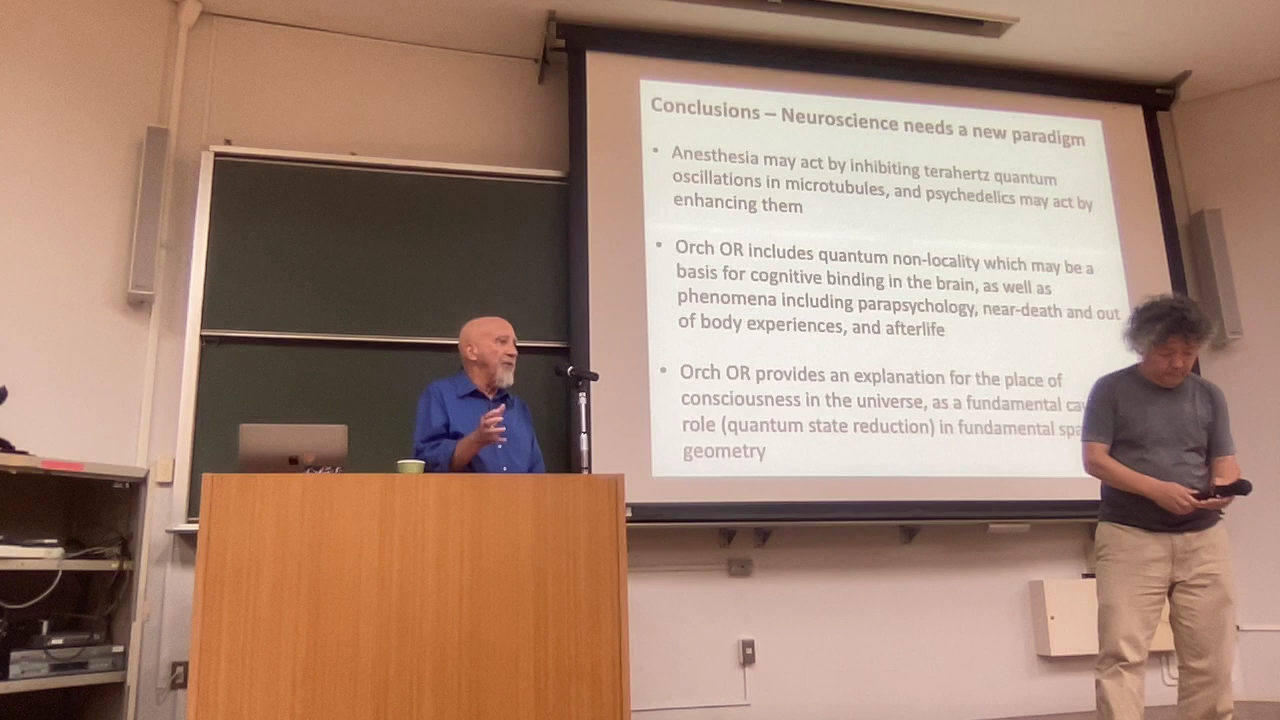 Conclusions – Neuroscience needs a new paradigm
• Anesthesia may act by inhibiting terahertz quantum
oscillations in microtubules, and psychedelics may act by
enhancing them
• Orch OR includes quantum non-locality which may be a
basis for cognitive binding in the brain, as well as
phenomena including parapsychology, near-death and out
of body experiences, and afterlife
• Orch OR provides an explanation for the place of
consciousness in the universe, as a fundamental
role (quantum state reduction) in fundamental
geometry